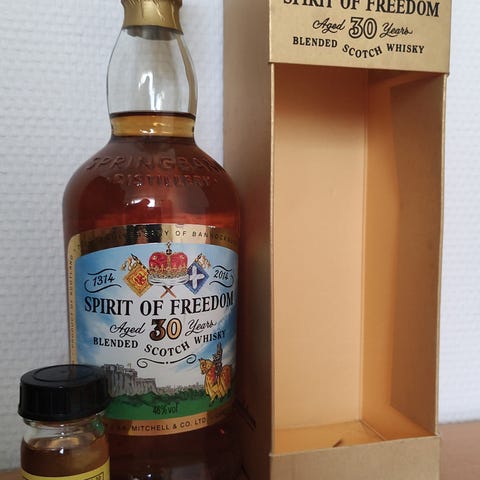 SPIRIT OF FREEDOM
Aged 30 Years
BLENDED SCOTCH WHISKY
SPRINGBANK
DISTILLERY
OF
1314
2014
SPIRIT OF FREEDOM
Aged 30 Years
BLENDED SCOTCH WHISKY
46% vol
MITCHELL & CO. LTD